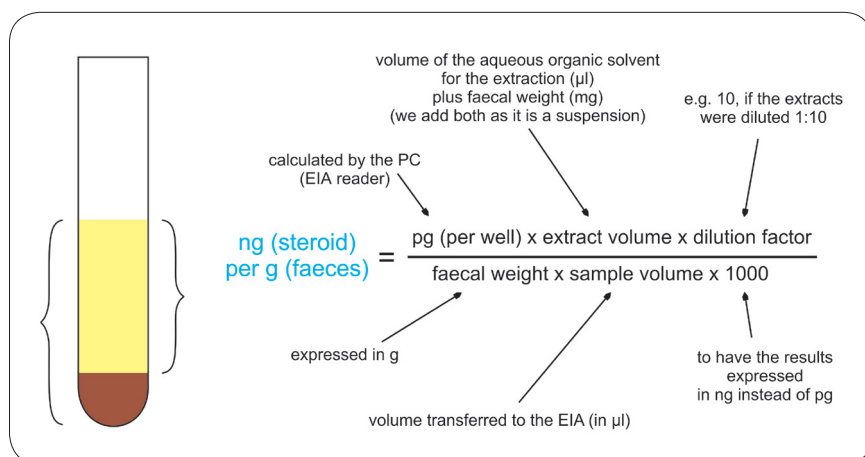 volume of the aqueous organic solvent
for the extraction (µl)
plus faecal weight (mg)
(we add both as it is a suspension)
e.g. 10, if the extracts
were diluted 1:10
calculated by the PC
(EIA reader)
ng (steroid)
per g (faeces)
=
pg (per well) x extract volume x dilution factor
faecal weight x sample volume x 1000
expressed in g
volume transferred to the EIA (in µl)
to have the results
expressed
in ng instead of pg